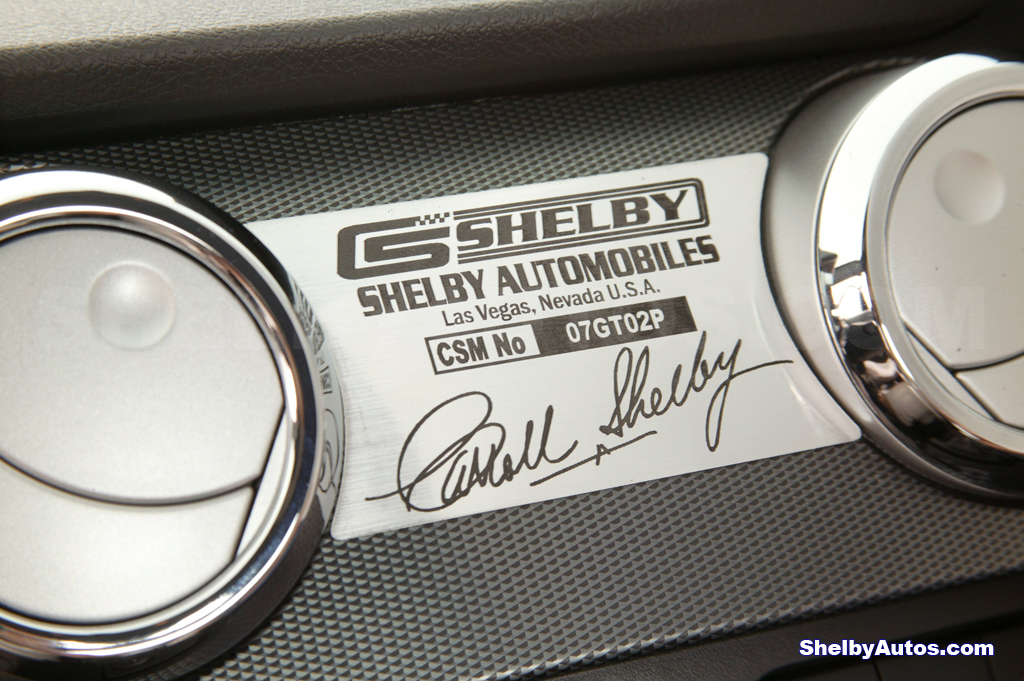 CS SHELBY
SHELBY AUTOMOBILES
Las Vegas, Nevada U.S.A.
CSM No 07GT02P
Carroll Shelby
ShelbyAutos.com